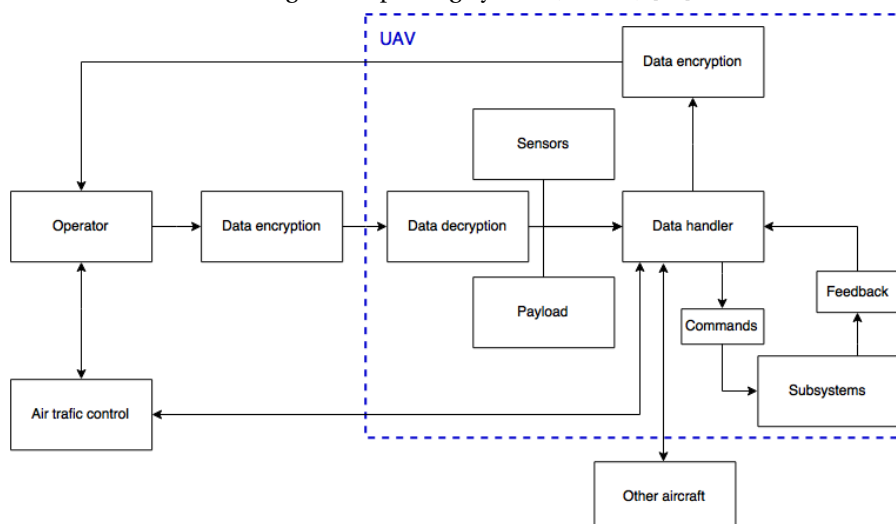 UAV
Data encryption
Sensors
Operator
Data encryption
Data decryption
Data handler
Payload
Feedback
Commands
Air trafic control
Subsystems
Other aircraft